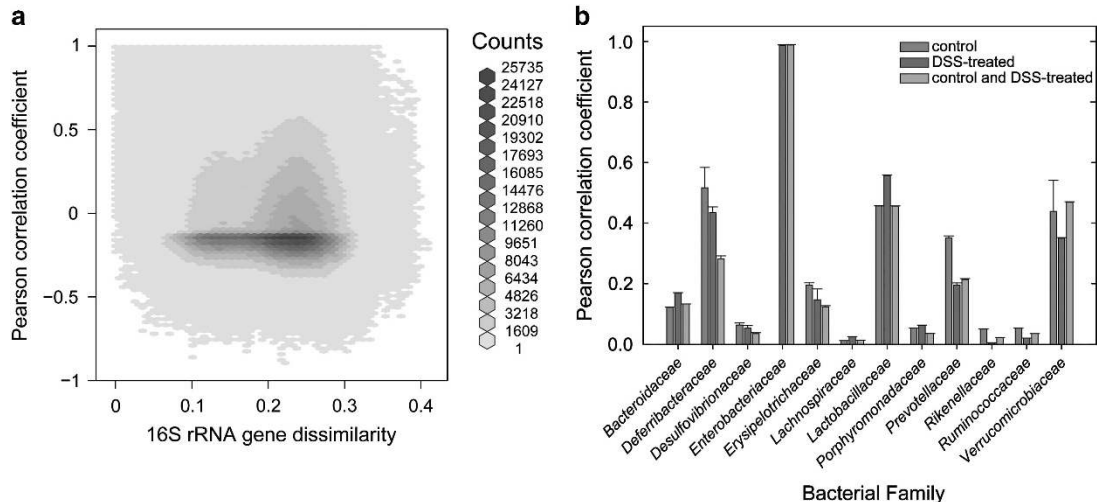 a
Pearson correlation coefficient
1
0.5
0
−0.5
−1
0
0.1
0.2
0.3
0.4
16S rRNA gene dissimilarity
Counts
25735
24127
22518
20910
19302
17693
16085
14476
12868
11260
9651
8043
6434
4826
3218
1609
1
b
Pearson correlation coefficient
1.0
0.8
0.6
0.4
0.2
0.0
control
DSS-treated
control and DSS-treated
Bacteroidaceae
Deferribacteraceae
Desulfovibrionaceae
Enterobacteriaceae
Erysipelotrichaceae
Lachnospiraceae
Lactobacillaceae
Porphyromonadaceae
Prevotellaceae
Rikenellaceae
Ruminococcaceae
Verrucomicrobiaceae
Bacterial Family